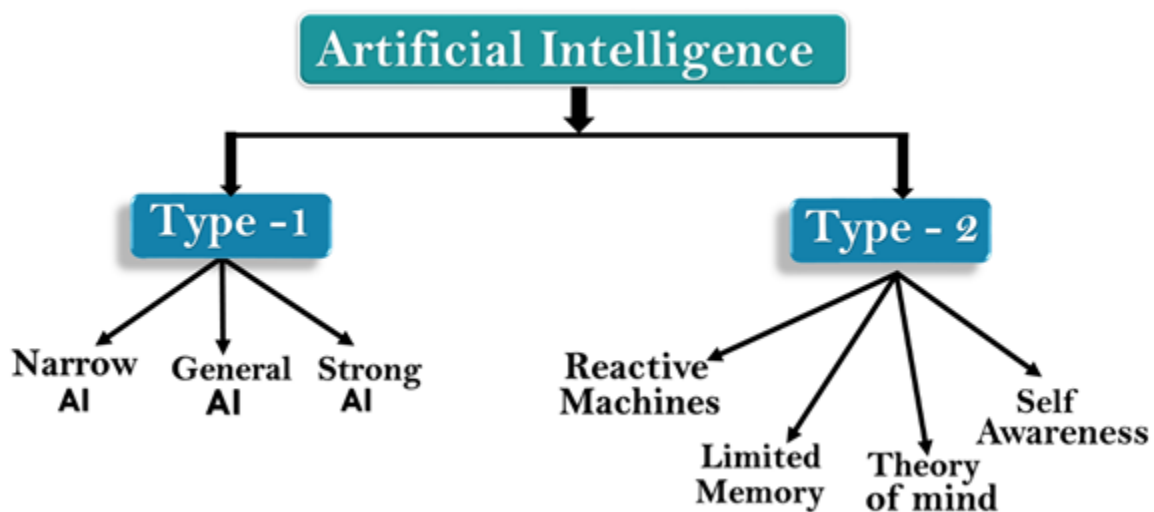 Artificial Intelligence
Type -1
Type - 2
Narrow
AI
General
AI
Strong
AI
Reactive
Machines
Limited
Memory
Theory
of mind
Self
Awareness